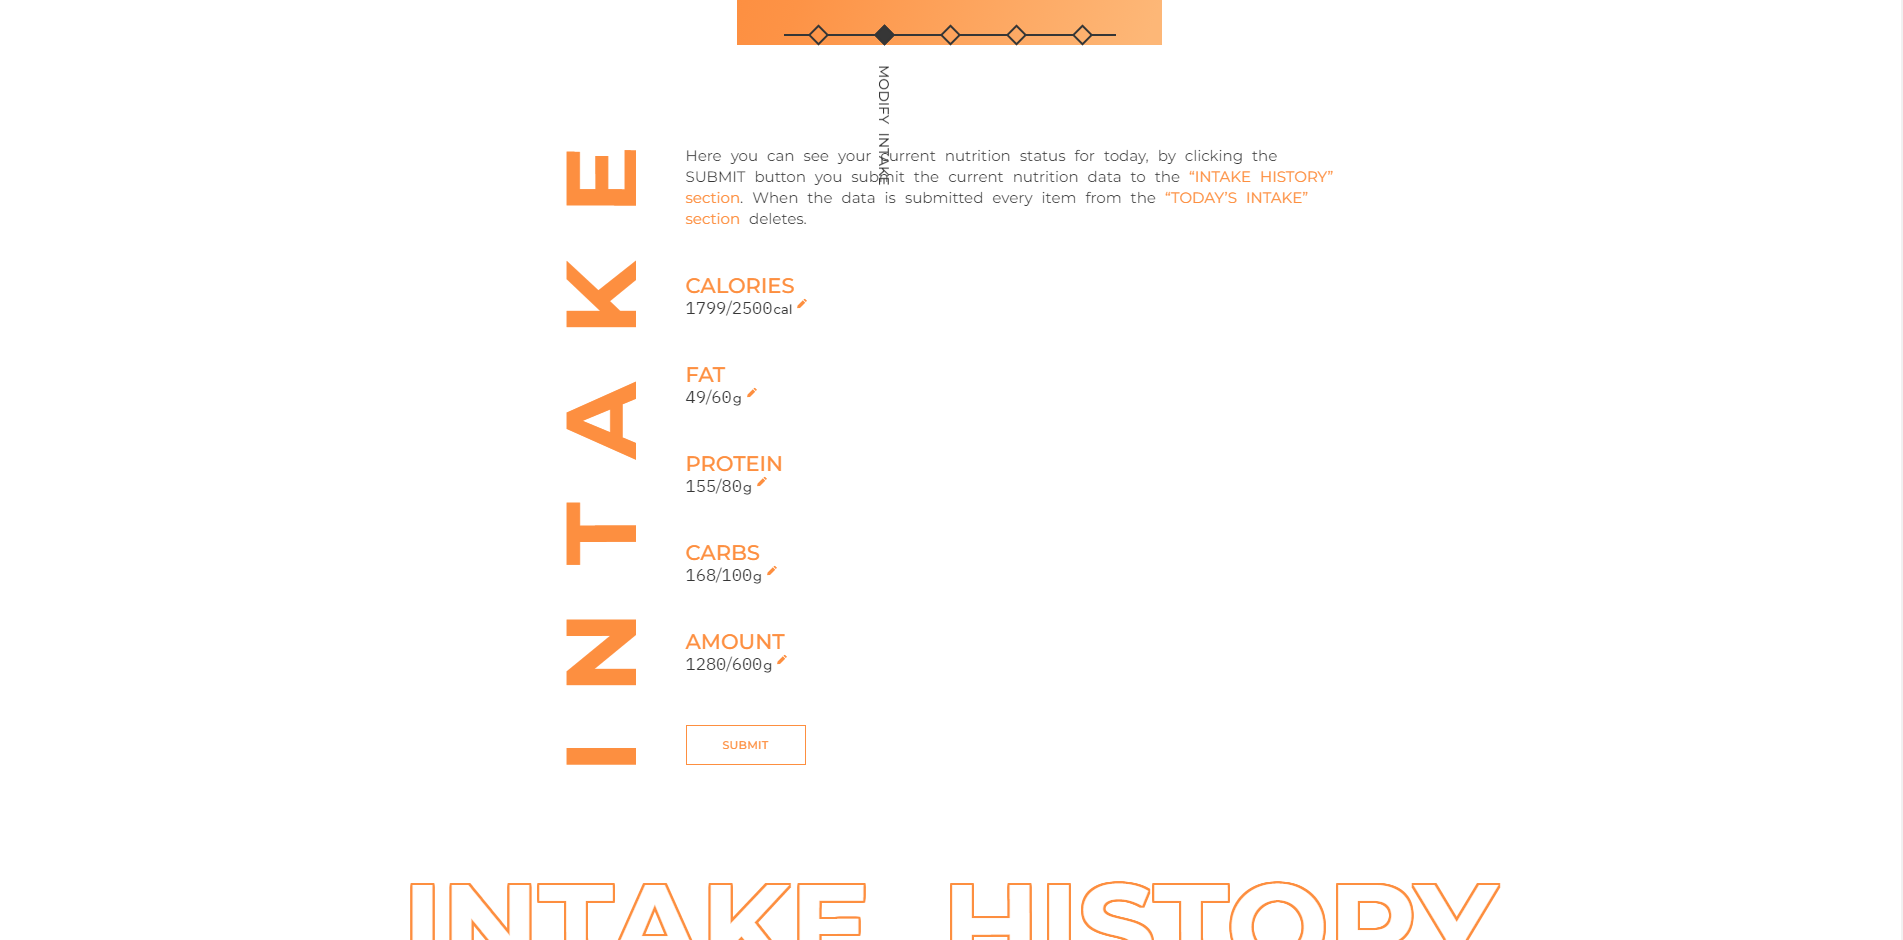 MODIFY INTAKE
INTAKE
Here you can see your current nutrition status for today, by clicking the
SUBMIT button you submit the current nutrition data to the “INTAKE HISTORY”
section. When the data is submitted every item from the “TODAY’S INTAKE”
section deletes.
CALORIES
1799/2500cal
FAT
49/60g
PROTEIN
155/80g
CARBS
168/100g
AMOUNT
1280/600g
SUBMIT
INTAKE HISTORY